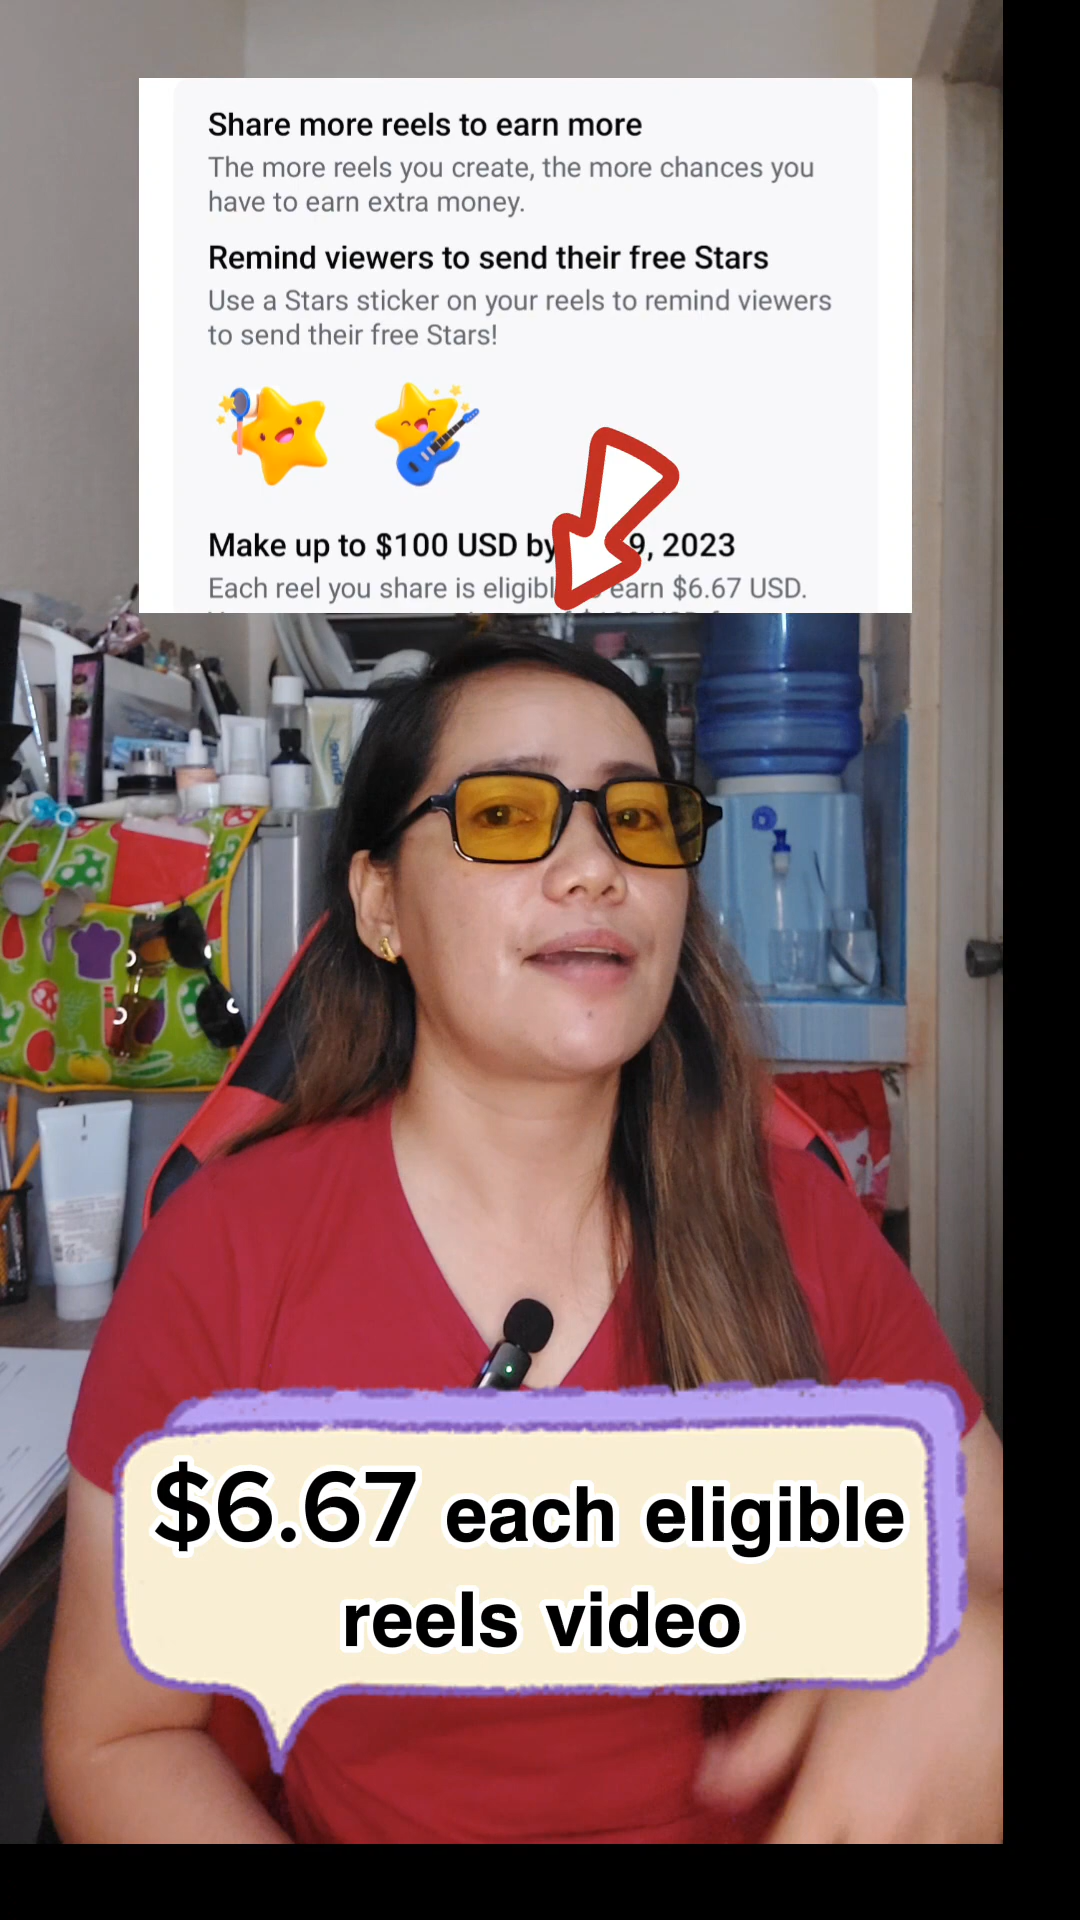 Share more reels to earn more
The more reels you create, the more chances you
have to earn extra money.
Remind viewers to send their free Stars
Use a Stars sticker on your reels to remind viewers
to send their free Stars!
Make up to $100 USD by 9, 2023
Each reel you share is earn $6.67 USD.
$6.67 each eligible
reels video